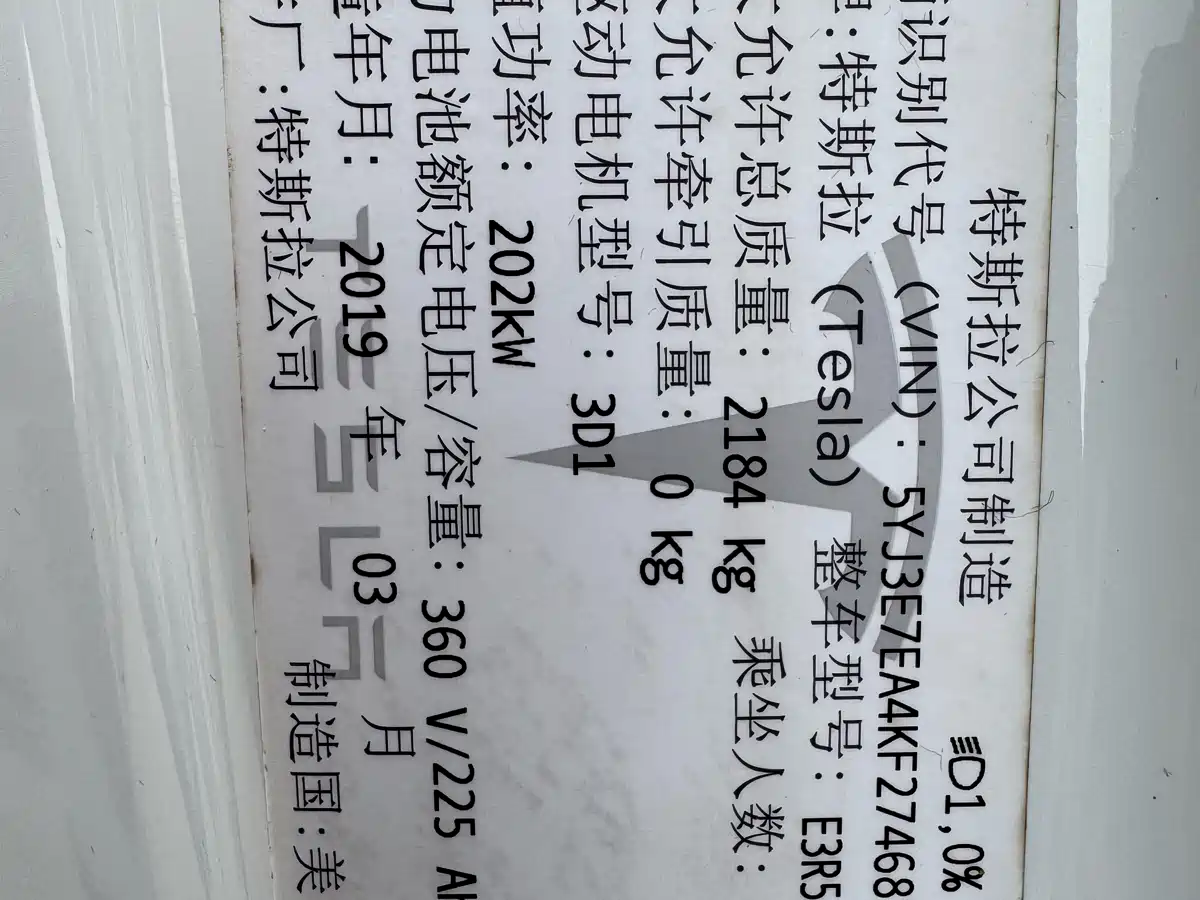 特斯拉公司制造
1,0%
识别代号 (VIN): 5YJ3E7EA4KF27468
:特斯拉 (Tesla) 整车型号: E3R5
允许总质量: 2184 kg 乘坐人数:
允许牵引质量: 0 kg
动电机型号: 3D1
功率: 202kW
电池额定电压/容量: 360 V/225 Ah
年月: 2019 年 03 月
厂:特斯拉公司 制造国:美
TESLA